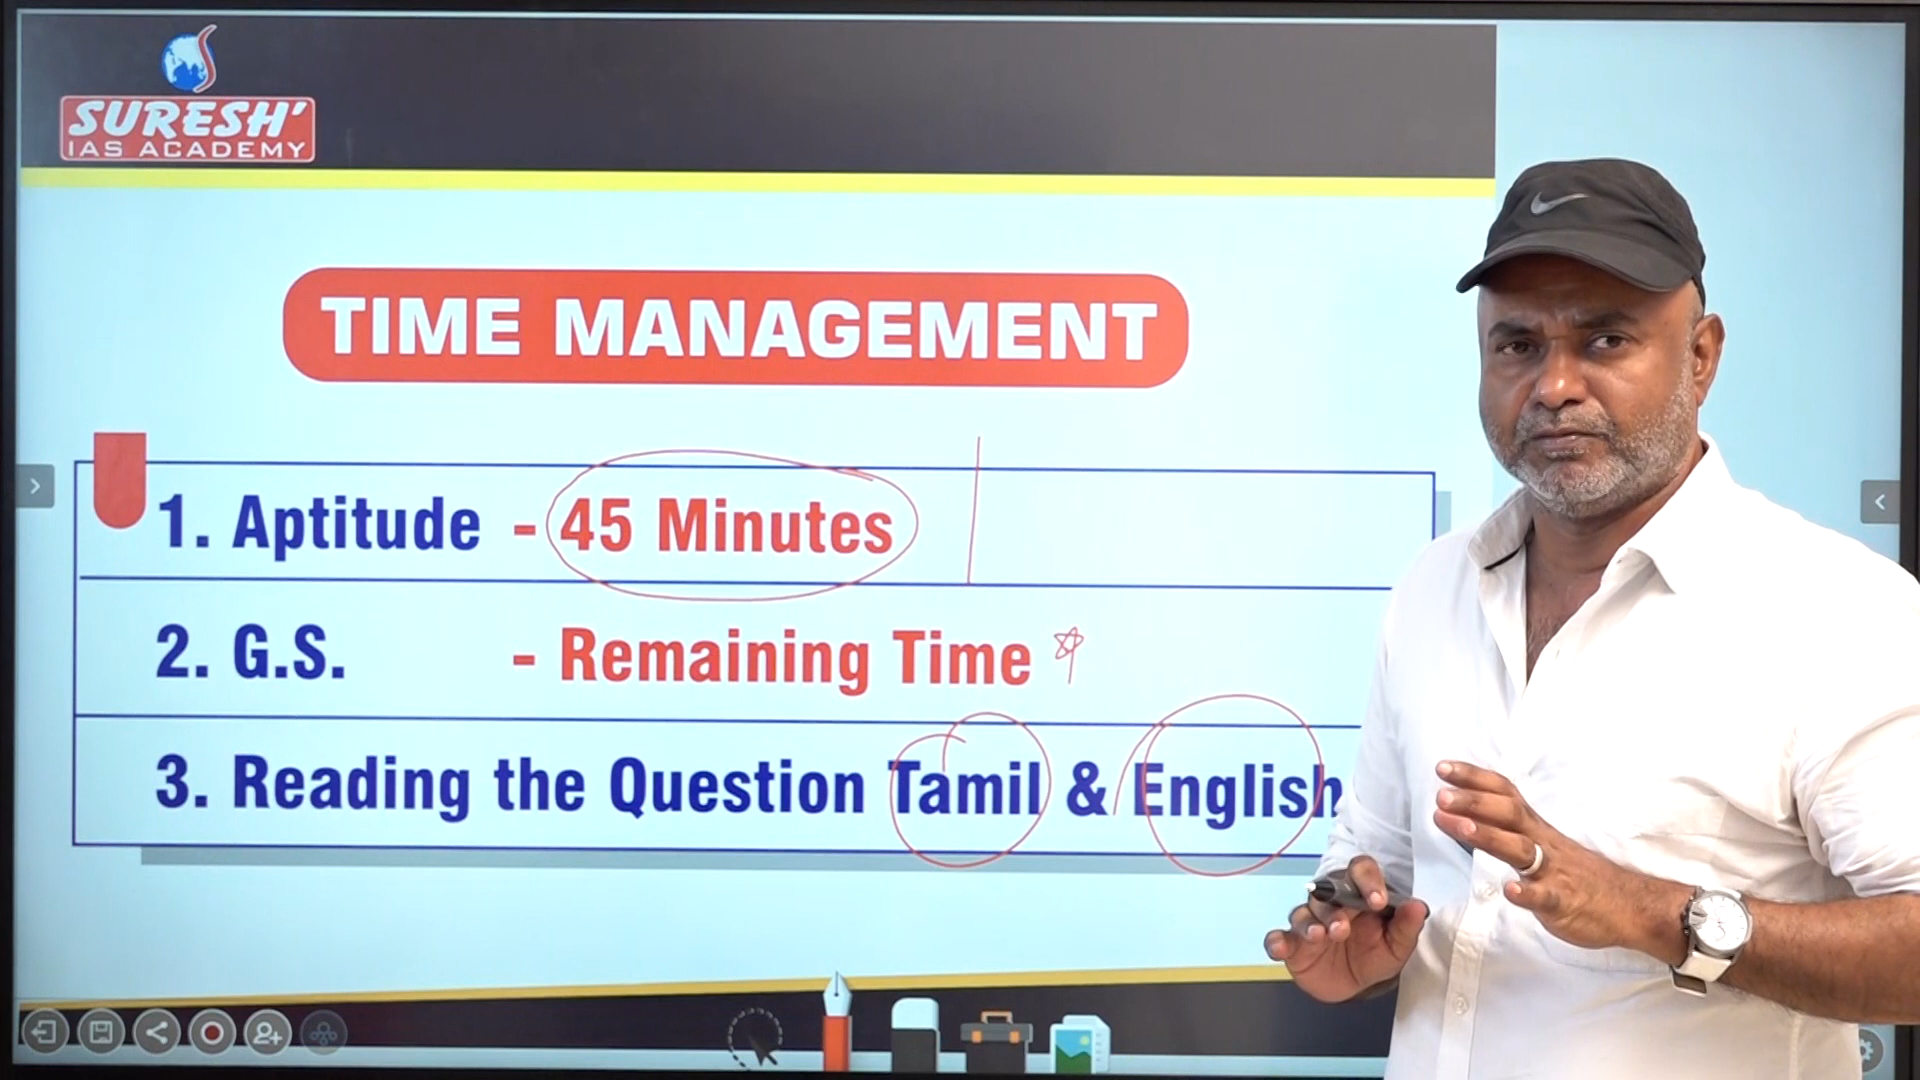 SURESH'
IAS ACADEMY
TIME MANAGEMENT
1. Aptitude - 45 Minutes
2. G.S. - Remaining Time
3. Reading the Question Tamil & English